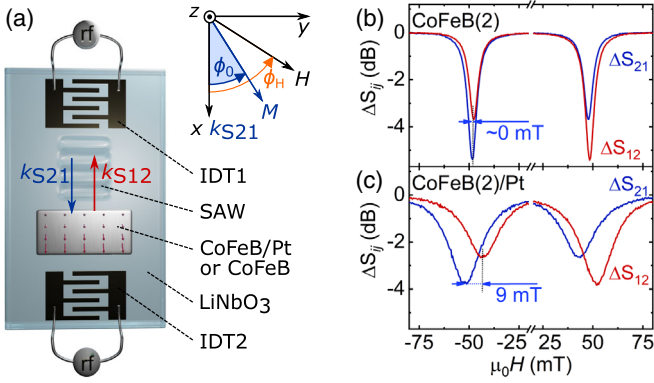 (a)
rf
z
y
ϕ0
ϕH
H
M
x
kS21
kS21
kS12
IDT1
SAW
CoFeB/Pt
or CoFeB
LiNbO3
IDT2
rf
(b)
CoFeB(2)
0
-2
-4
ΔSij (dB)
ΔS21
~0 mT
ΔS12
(c)
CoFeB(2)/Pt
ΔS21
0
-2
-4
ΔSij (dB)
9 mT
ΔS12
-75 -50 -25 25 50 75
μ0H (mT)